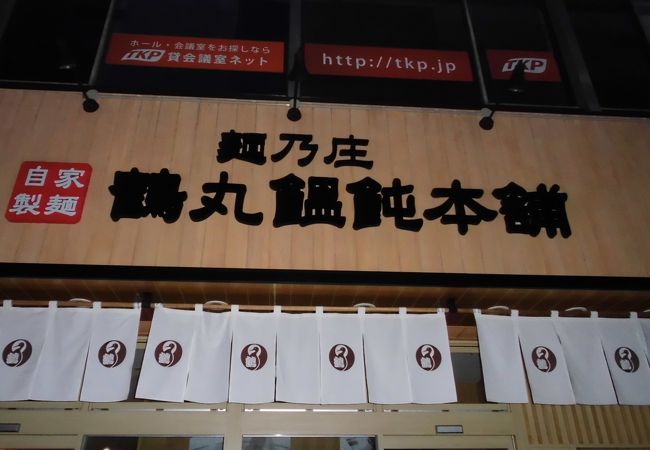 ホール・会議室をお探しなら
TKP 貸会議室ネット
http://tkp.jp
TKP
麺乃庄
自家製麺
鶴丸饂飩本舗